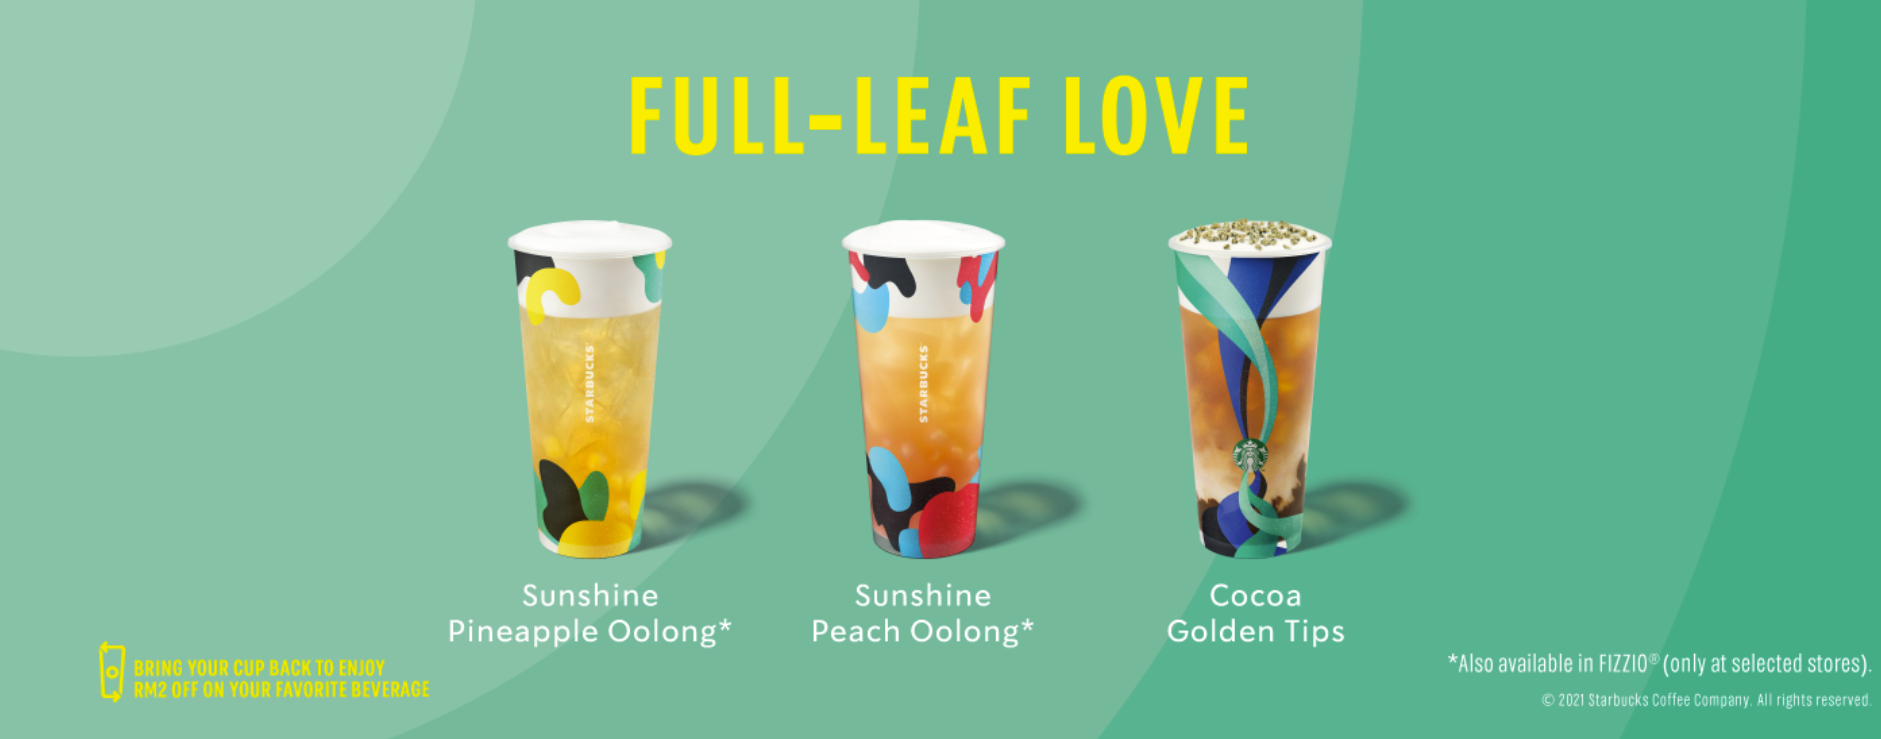 FULL-LEAF LOVE
STARBUCKS
STARBUCKS
Sunshine
Pineapple Oolong*
Sunshine
Peach Oolong*
Cocoa
Golden Tips
BRING YOUR CUP BACK TO ENJOY
RM2 OFF ON YOUR FAVORITE BEVERAGE
*Also available in FIZZIO® (only at selected stores).
© 2021 Starbucks Coffee Company. All rights reserved.